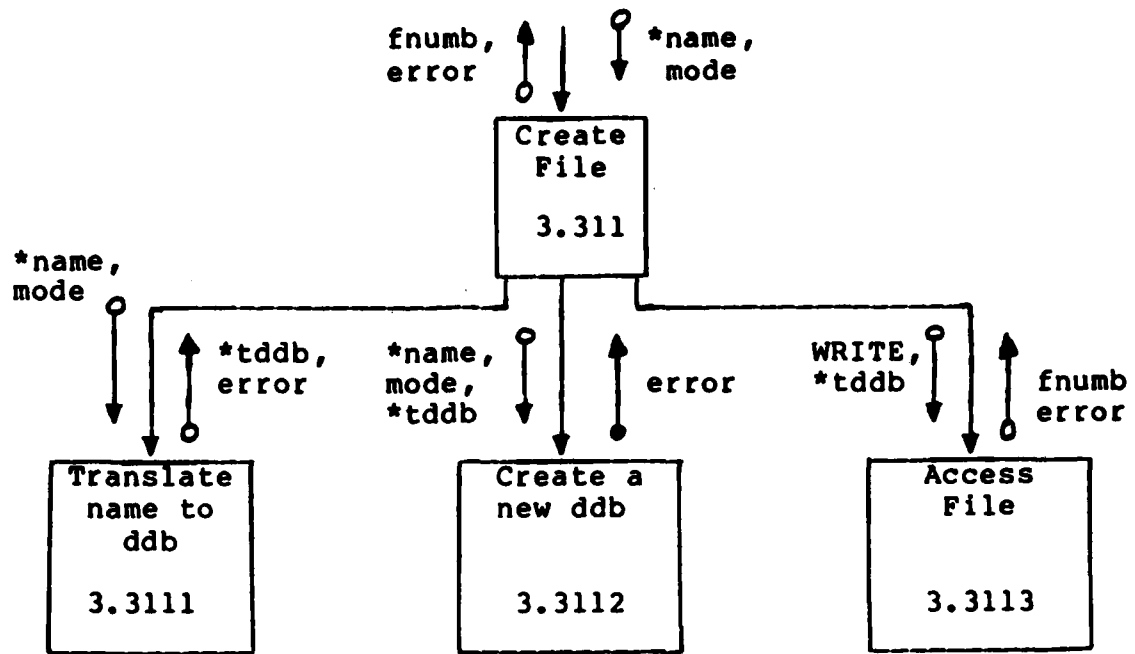 fnumb,
error
*name,
mode
Create
File
3.311
*name,
mode
*tddb,
error
*name,
mode,
*tddb
error
WRITE,
*tddb
fnumb
error
Translate
name to
ddb
3.3111
Create a
new ddb
3.3112
Access
File
3.3113